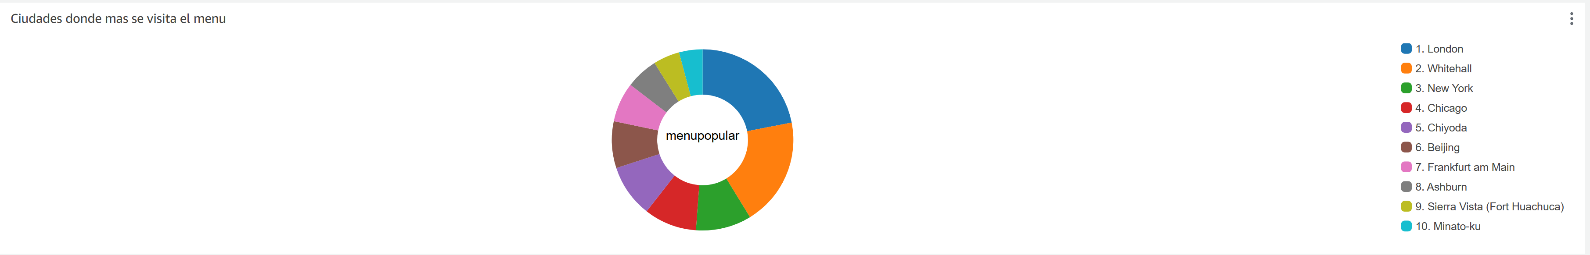 Ciudades donde mas se visita el menu
menupopular
1. London
2. Whitehall
3. New York
4. Chicago
5. Chiyoda
6. Beijing
7. Frankfurt am Main
8. Ashburn
9. Sierra Vista (Fort Huachuca)
10. Minato-ku